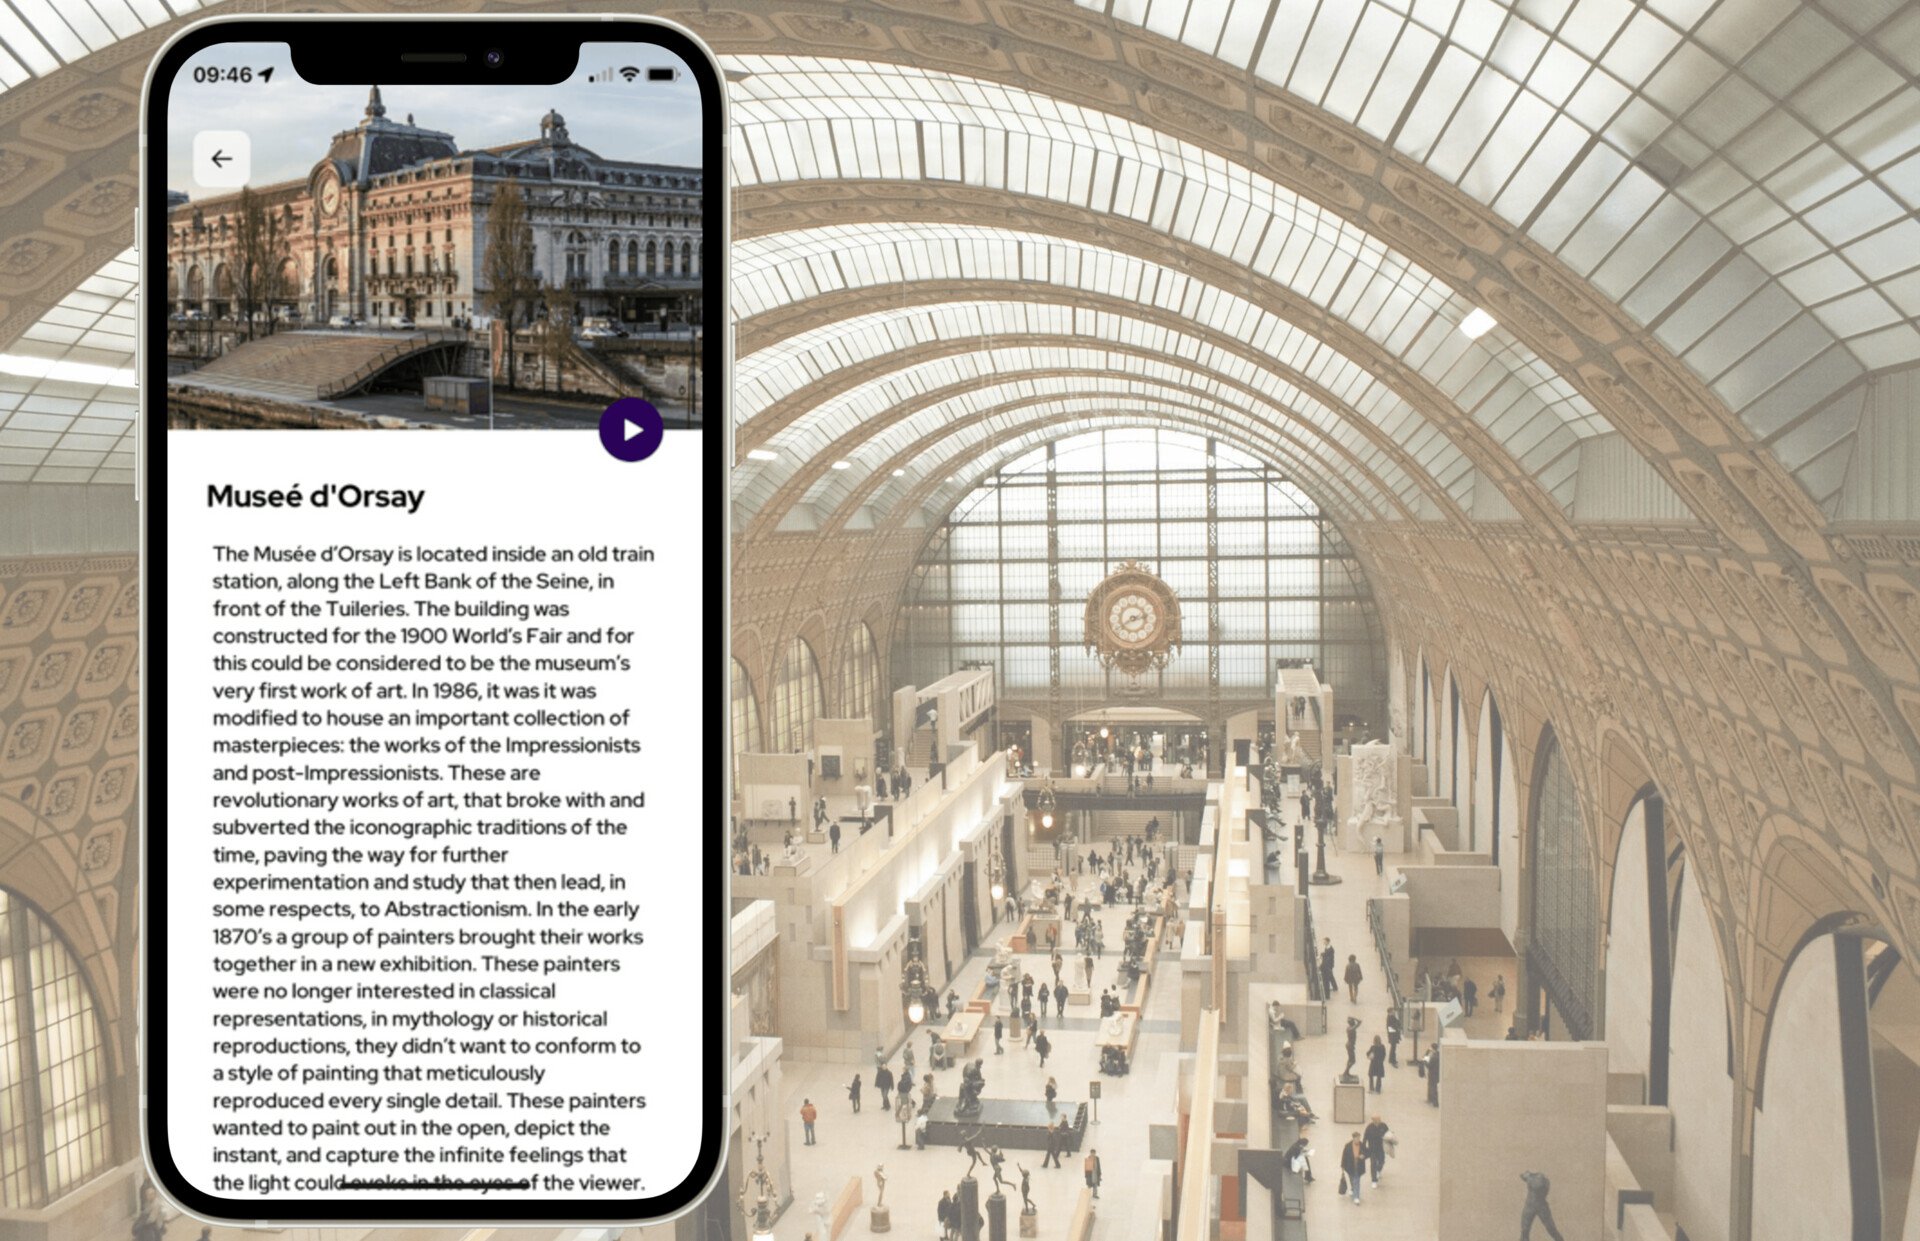 09:46
Museé d'Orsay
The Musée d’Orsay is located inside an old train
station, along the Left Bank of the Seine, in
front of the Tuileries. The building was
constructed for the 1900 World’s Fair and for
this could be considered to be the museum’s
very first work of art. In 1986, it was it was
modified to house an important collection of
masterpieces: the works of the Impressionists
and post-Impressionists. These are
revolutionary works of art, that broke with and
subverted the iconographic traditions of the
time, paving the way for further
experimentation and study that then lead, in
some respects, to Abstractionism. In the early
1870’s a group of painters brought their works
together in a new exhibition. These painters
were no longer interested in classical
representations, in mythology or historical
reproductions, they didn’t want to conform to
a style of painting that meticulously
reproduced every single detail. These painters
wanted to paint out in the open, depict the
instant, and capture the infinite feelings that
the light could evoke in the eyes of the viewer.